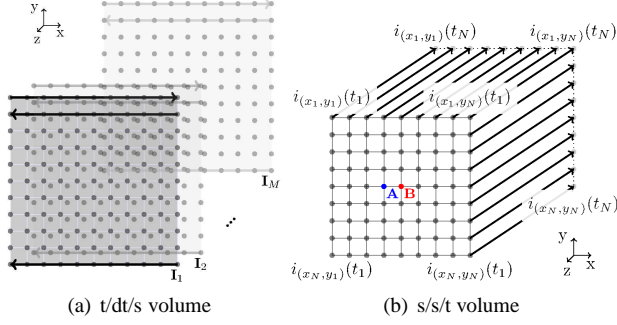 y
x
z
I_M
I_2
I_1
(a) t/dt/s volume
i_{(x_1,y_1)}(t_N)
i_{(x_1,y_N)}(t_N)
i_{(x_1,y_1)}(t_1)
i_{(x_1,y_N)}(t_1)
A
B
i_{(x_N,y_N)}(t_N)
y
x
z
i_{(x_N,y_1)}(t_1)
i_{(x_N,y_N)}(t_1)
(b) s/s/t volume